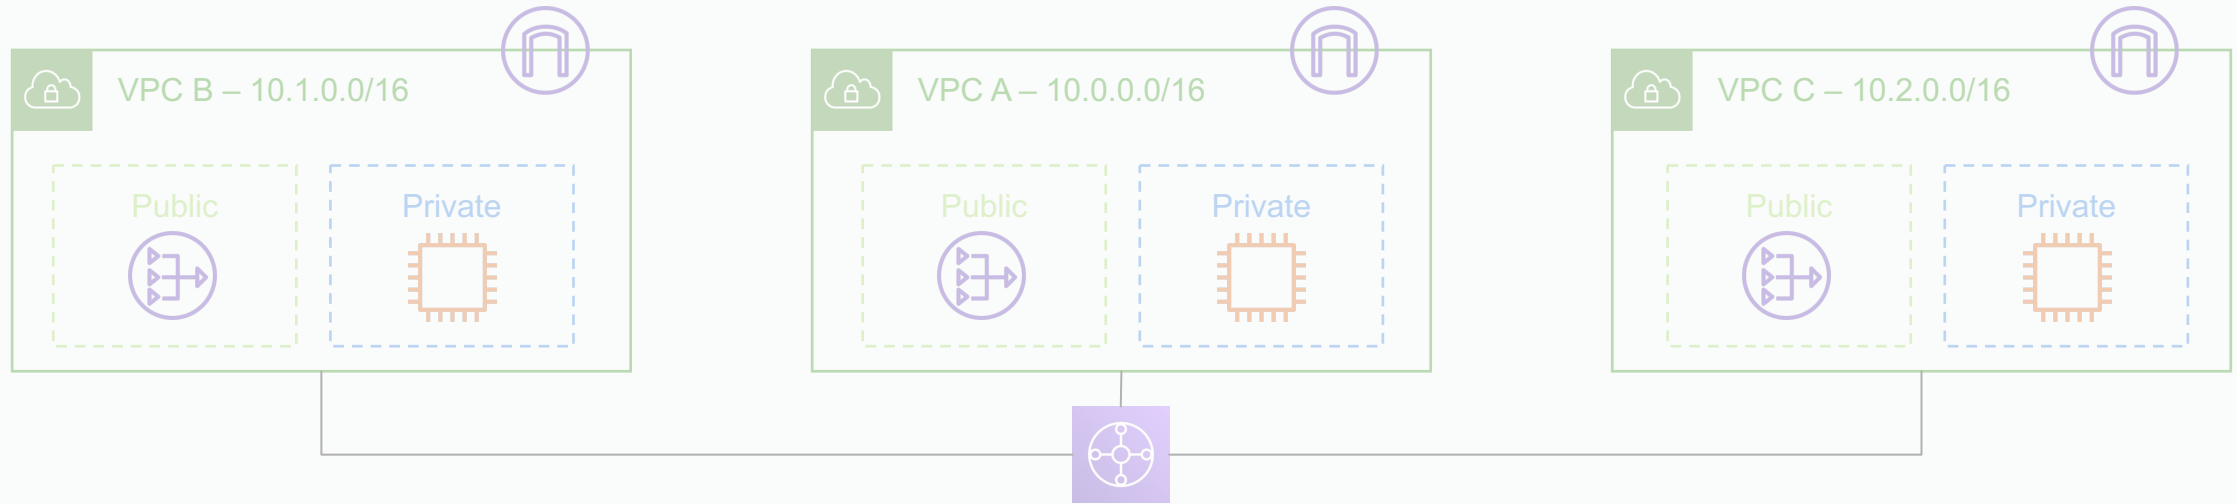 VPC B – 10.1.0.0/16
Public
Private
VPC A – 10.0.0.0/16
Public
Private
VPC C – 10.2.0.0/16
Public
Private